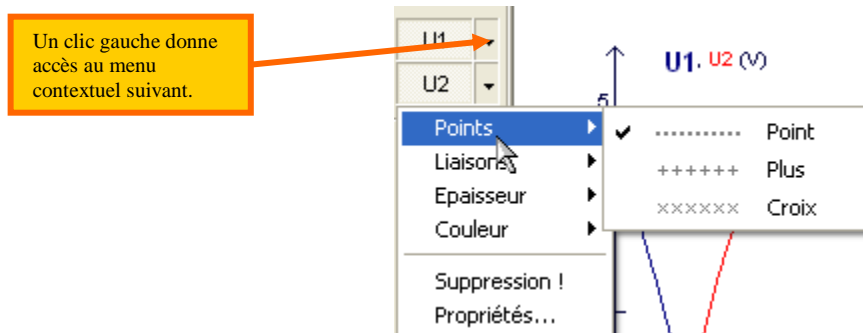 Un clic gauche donne
accès au menu
contextuel suivant.
U1
U2
U1, U2 (V)
5
Points
Liaisons
Epaisseur
Couleur
Suppression !
Propriétés...
Point
++++++ Plus
×××××× Croix